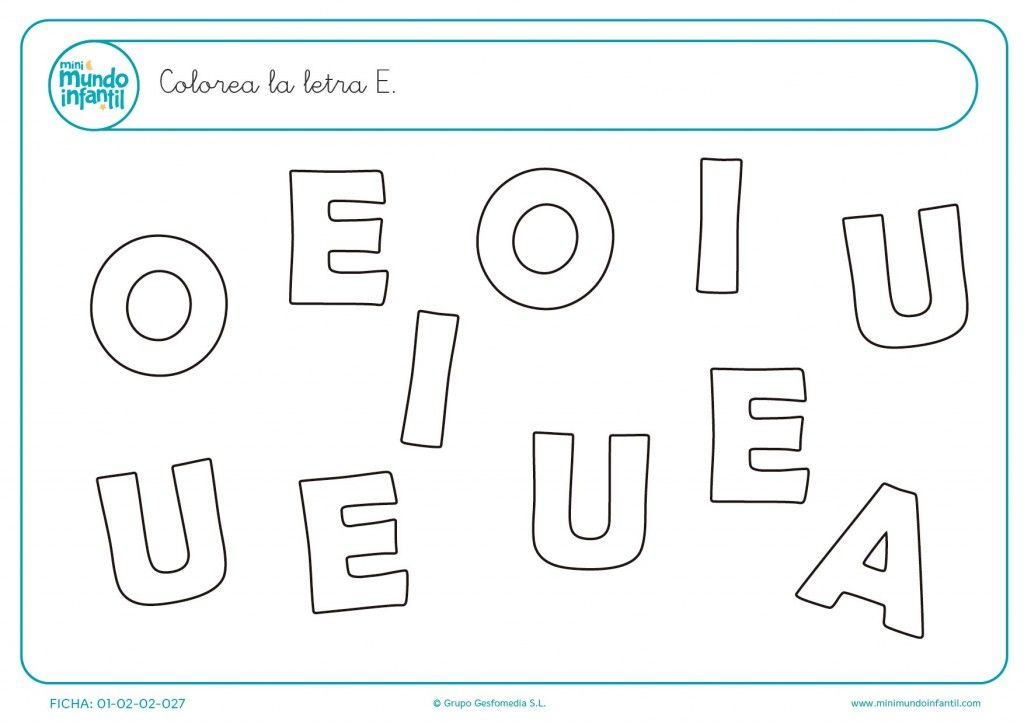 mini
mundo
infantil
Colorea la letra E.
O E O I U
I E
U E U A
FICHA: 01-02-02-027
© Grupo Gesfomedia S.L.
www.minimundoinfantil.com